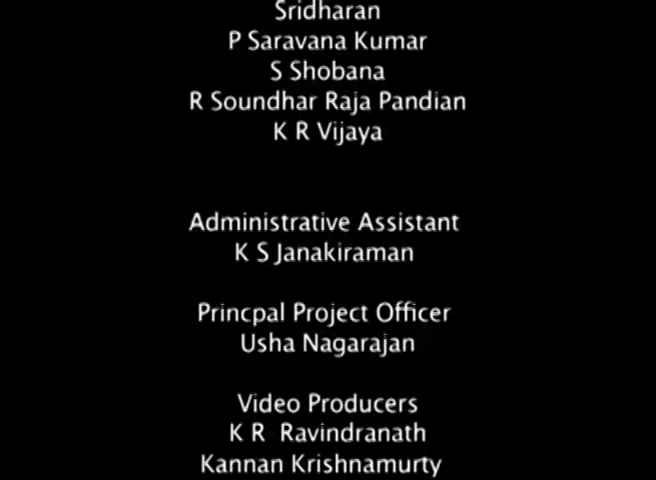 Sridharan
P Saravana Kumar
S Shobana
R Soundhar Raja Pandian
K R Vijaya
Administrative Assistant
K S Janakiraman
Princpal Project Officer
Usha Nagarajan
Video Producers
K R Ravindranath
Kannan Krishnamurty